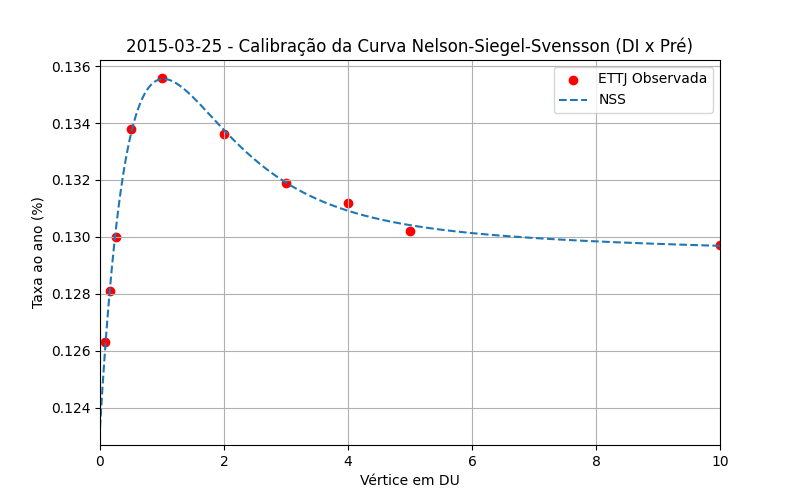 2015-03-25 - Calibração da Curva Nelson-Siegel-Svensson (DI x Pré)
ETTJ Observada
NSS
Taxa ao ano (%)
0.136
0.134
0.132
0.130
0.128
0.126
0.124
0 2 4 6 8 10
Vértice em DU